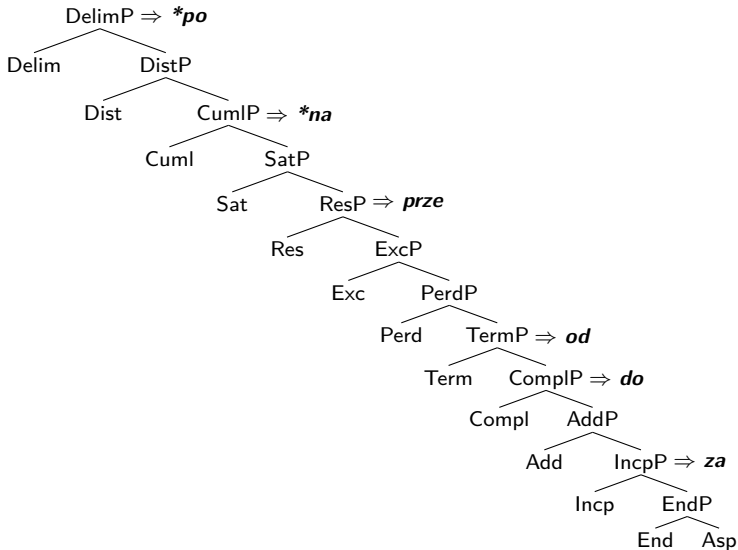 DelimP ⇒ *po
Delim DistP
Dist CumlP ⇒ *na
Cuml SatP
Sat ResP ⇒ prze
Res ExcP
Exc PerdP
Perd TermP ⇒ od
Term ComplP ⇒ do
Compl AddP
Add IncpP ⇒ za
Incp EndP
End Asp